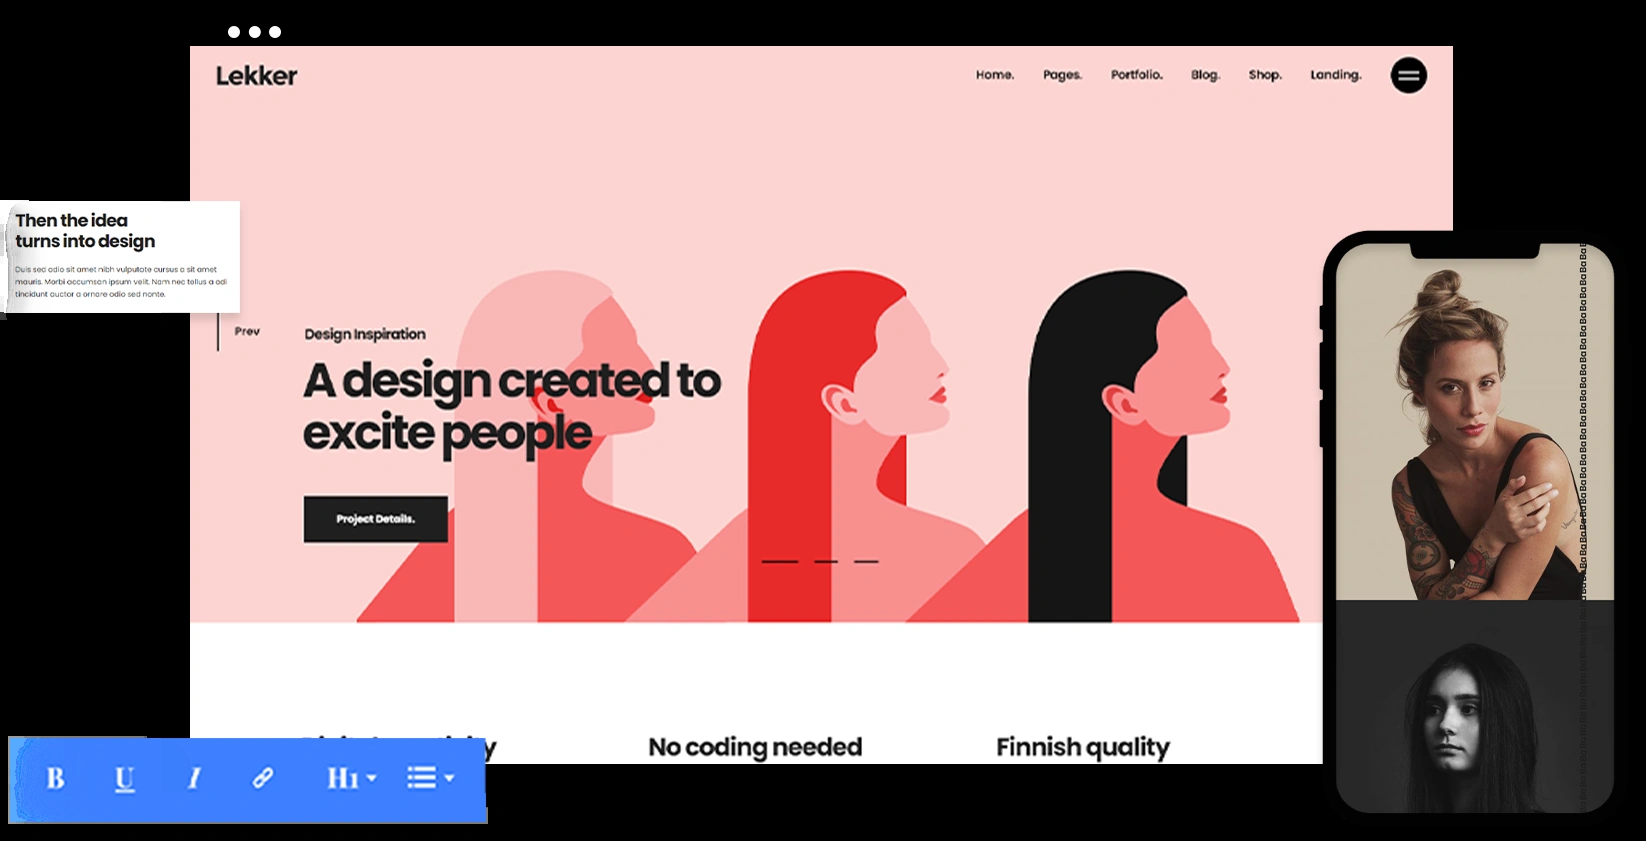 Lekker
Home. Pages. Portfolio. Blog. Shop. Landing.
Then the idea
turns into design
Duis sed odio sit amet nibh vulputate cursus a sit amet
mauris. Morbi accumsan ipsum velit. Nam nec tellus a odi
tincidunt auctor a ornare odio sed nonte.
Prev
Design Inspiration
A design created to
excite people
Project Details.
No coding needed
Finnish quality
B U I H1